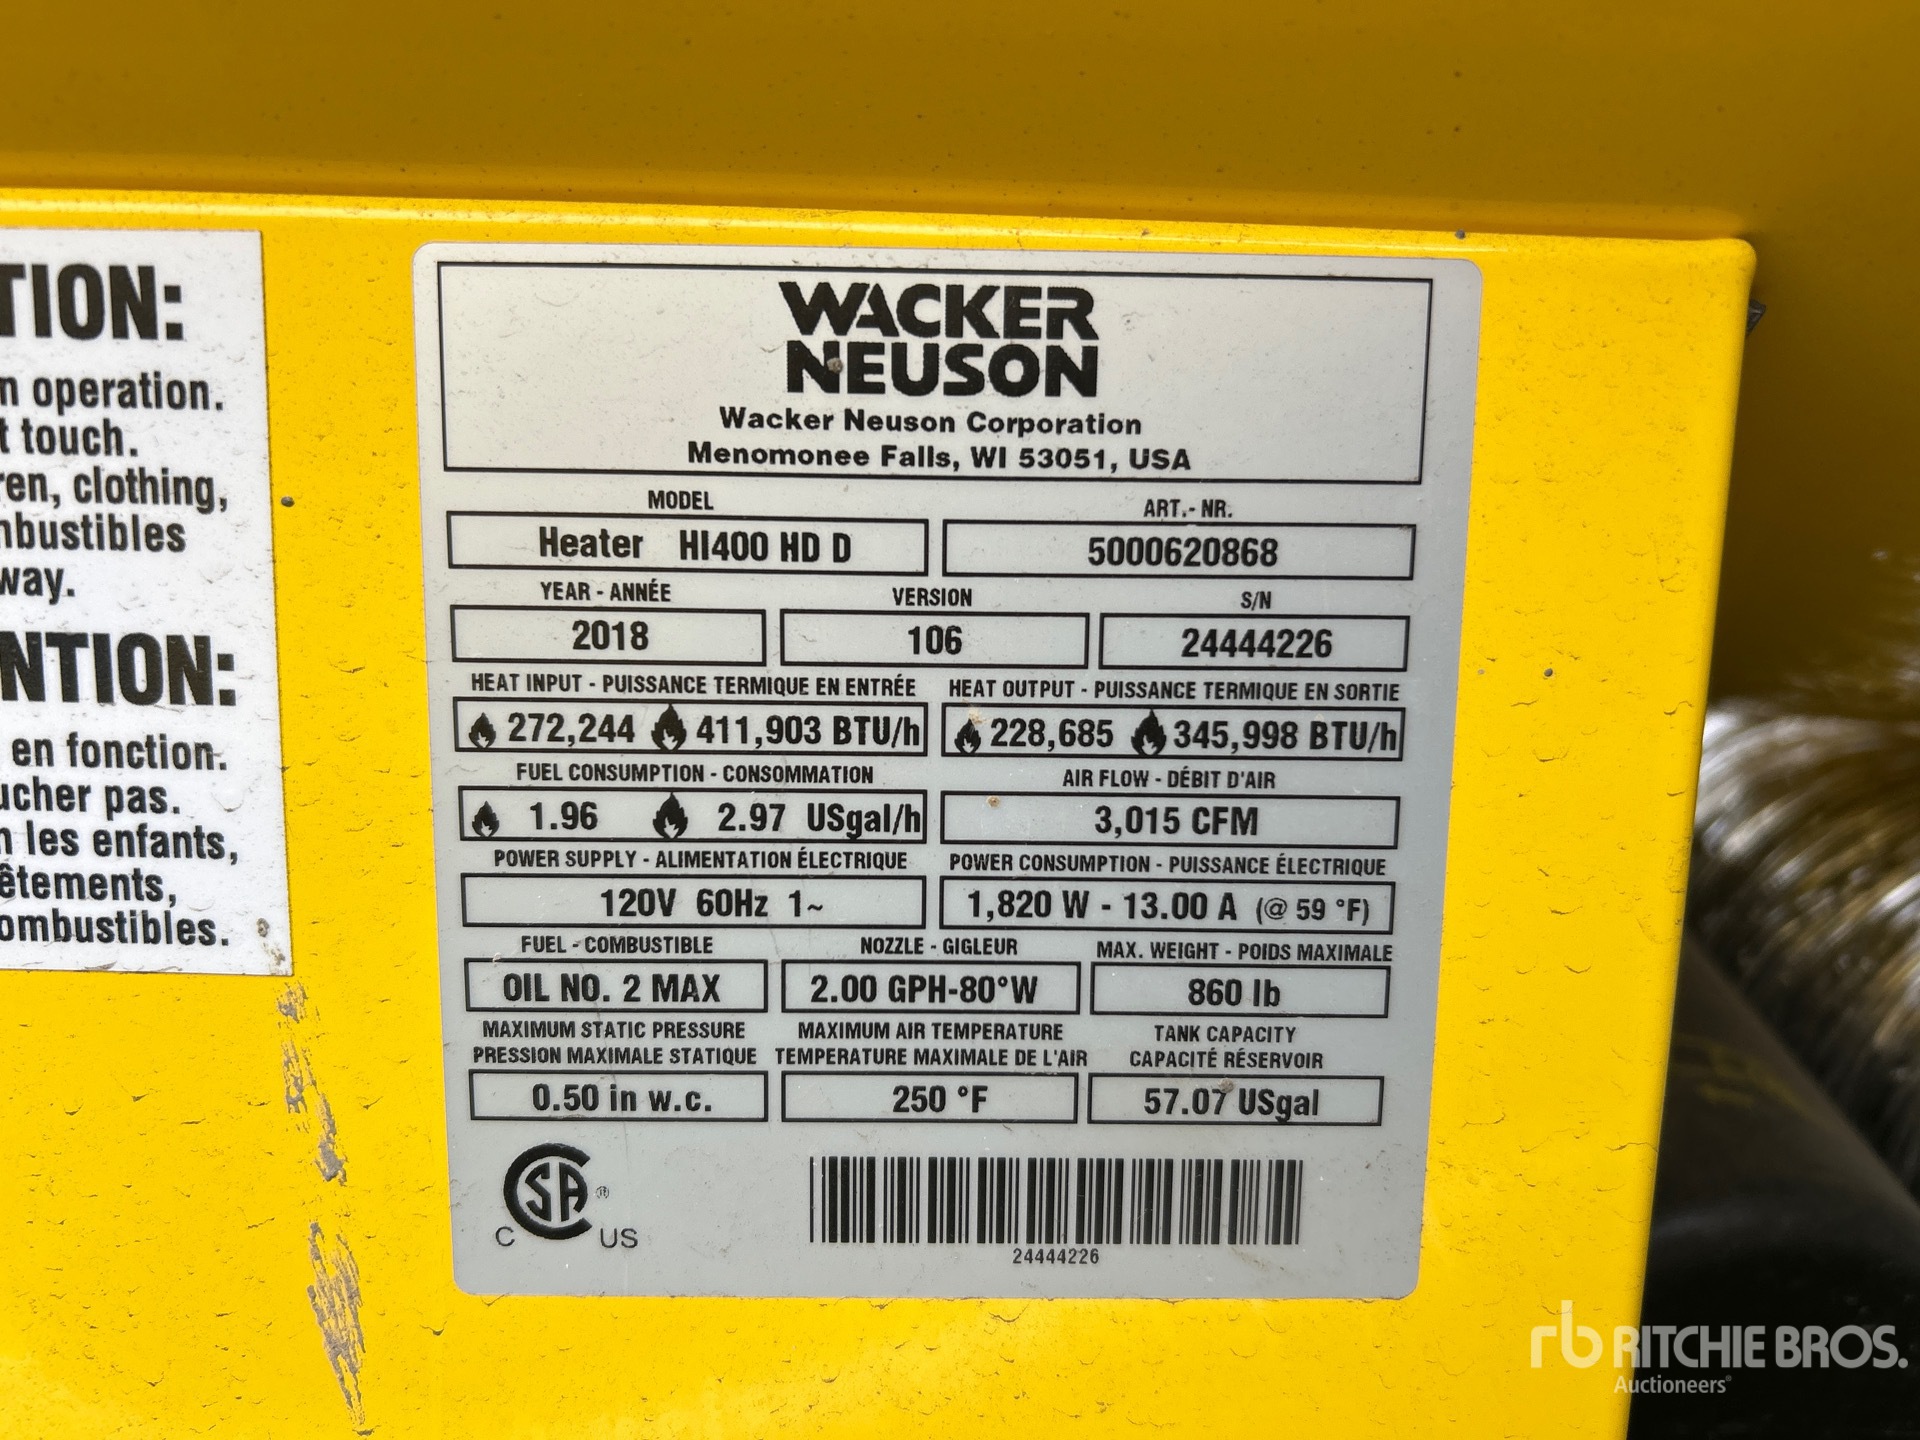 TION:
n operation.
t touch.
ren, clothing,
mbustibles
way.
NTION:
en fonction.
ucher pas.
n les enfants,
êtements,
combustibles.
WACKER
NEUSON
Wacker Neuson Corporation
Menomonee Falls, WI 53051, USA
MODEL ART.- NR.
Heater HI400 HD D 5000620868
YEAR - ANNÉE VERSION S/N
2018 106 24444226
HEAT INPUT - PUISSANCE TERMIQUE EN ENTRÉE HEAT OUTPUT - PUISSANCE TERMIQUE EN SORTIE
272,244 411,903 BTU/h 228,685 345,998 BTU/h
FUEL CONSUMPTION - CONSOMMATION AIR FLOW - DÉBIT D'AIR
1.96 2.97 USgal/h 3,015 CFM
POWER SUPPLY - ALIMENTATION ÉLECTRIQUE POWER CONSUMPTION - PUISSANCE ÉLECTRIQUE
120V 60Hz 1~ 1,820 W - 13.00 A (@ 59 °F)
FUEL - COMBUSTIBLE NOZZLE - GIGLEUR MAX. WEIGHT - POIDS MAXIMALE
OIL NO. 2 MAX 2.00 GPH-80°W 860 lb
MAXIMUM STATIC PRESSURE MAXIMUM AIR TEMPERATURE TANK CAPACITY
PRESSION MAXIMALE STATIQUE TEMPERATURE MAXIMALE DE L'AIR CAPACITÉ RÉSERVOIR
0.50 in w.c. 250 °F 57.07 USgal
CSA ®
C US
24444226
rb RITCHIE BROS.
Auctioneers®